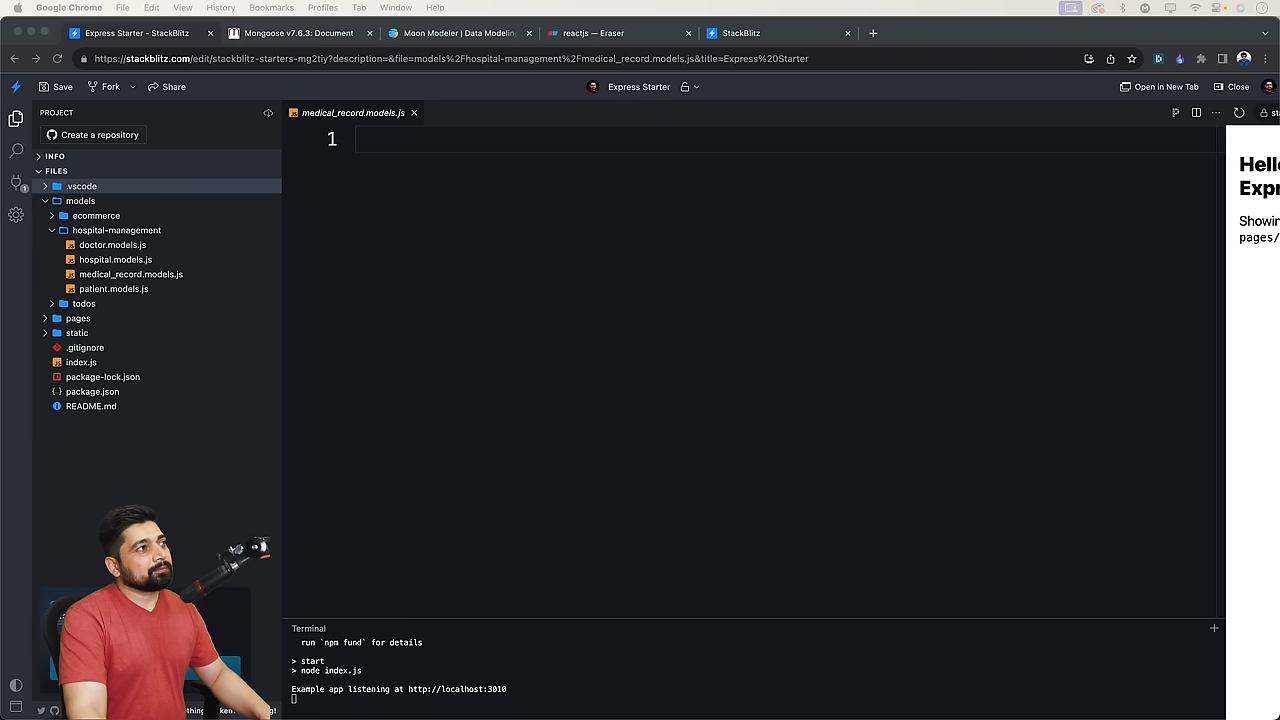 Google Chrome File Edit View History Bookmarks Profiles Tab Window Help
Express Starter - StackBlitz
Mongoose v7.6.3: Document
Moon Modeler | Data Modeling
reactjs — Eraser
StackBlitz
https://stackblitz.com/edit/stackblitz-starters-mg2tiy?description=&file=models%2Fhospital-management%2Fmedical_record.models.js&title=Express%20Starter
Save Fork Share
Express Starter
Open in New Tab Close
PROJECT
Create a repository
INFO
FILES
.vscode
models
ecommerce
hospital-management
doctor.models.js
hospital.models.js
medical_record.models.js
patient.models.js
todos
pages
static
.gitignore
index.js
package-lock.json
package.json
README.md
1
medical_record.models.js
1
Terminal
run `npm fund` for details
> start
> node index.js
Example app listening at http://localhost:3010
Hell
Expr
Showin
pages/